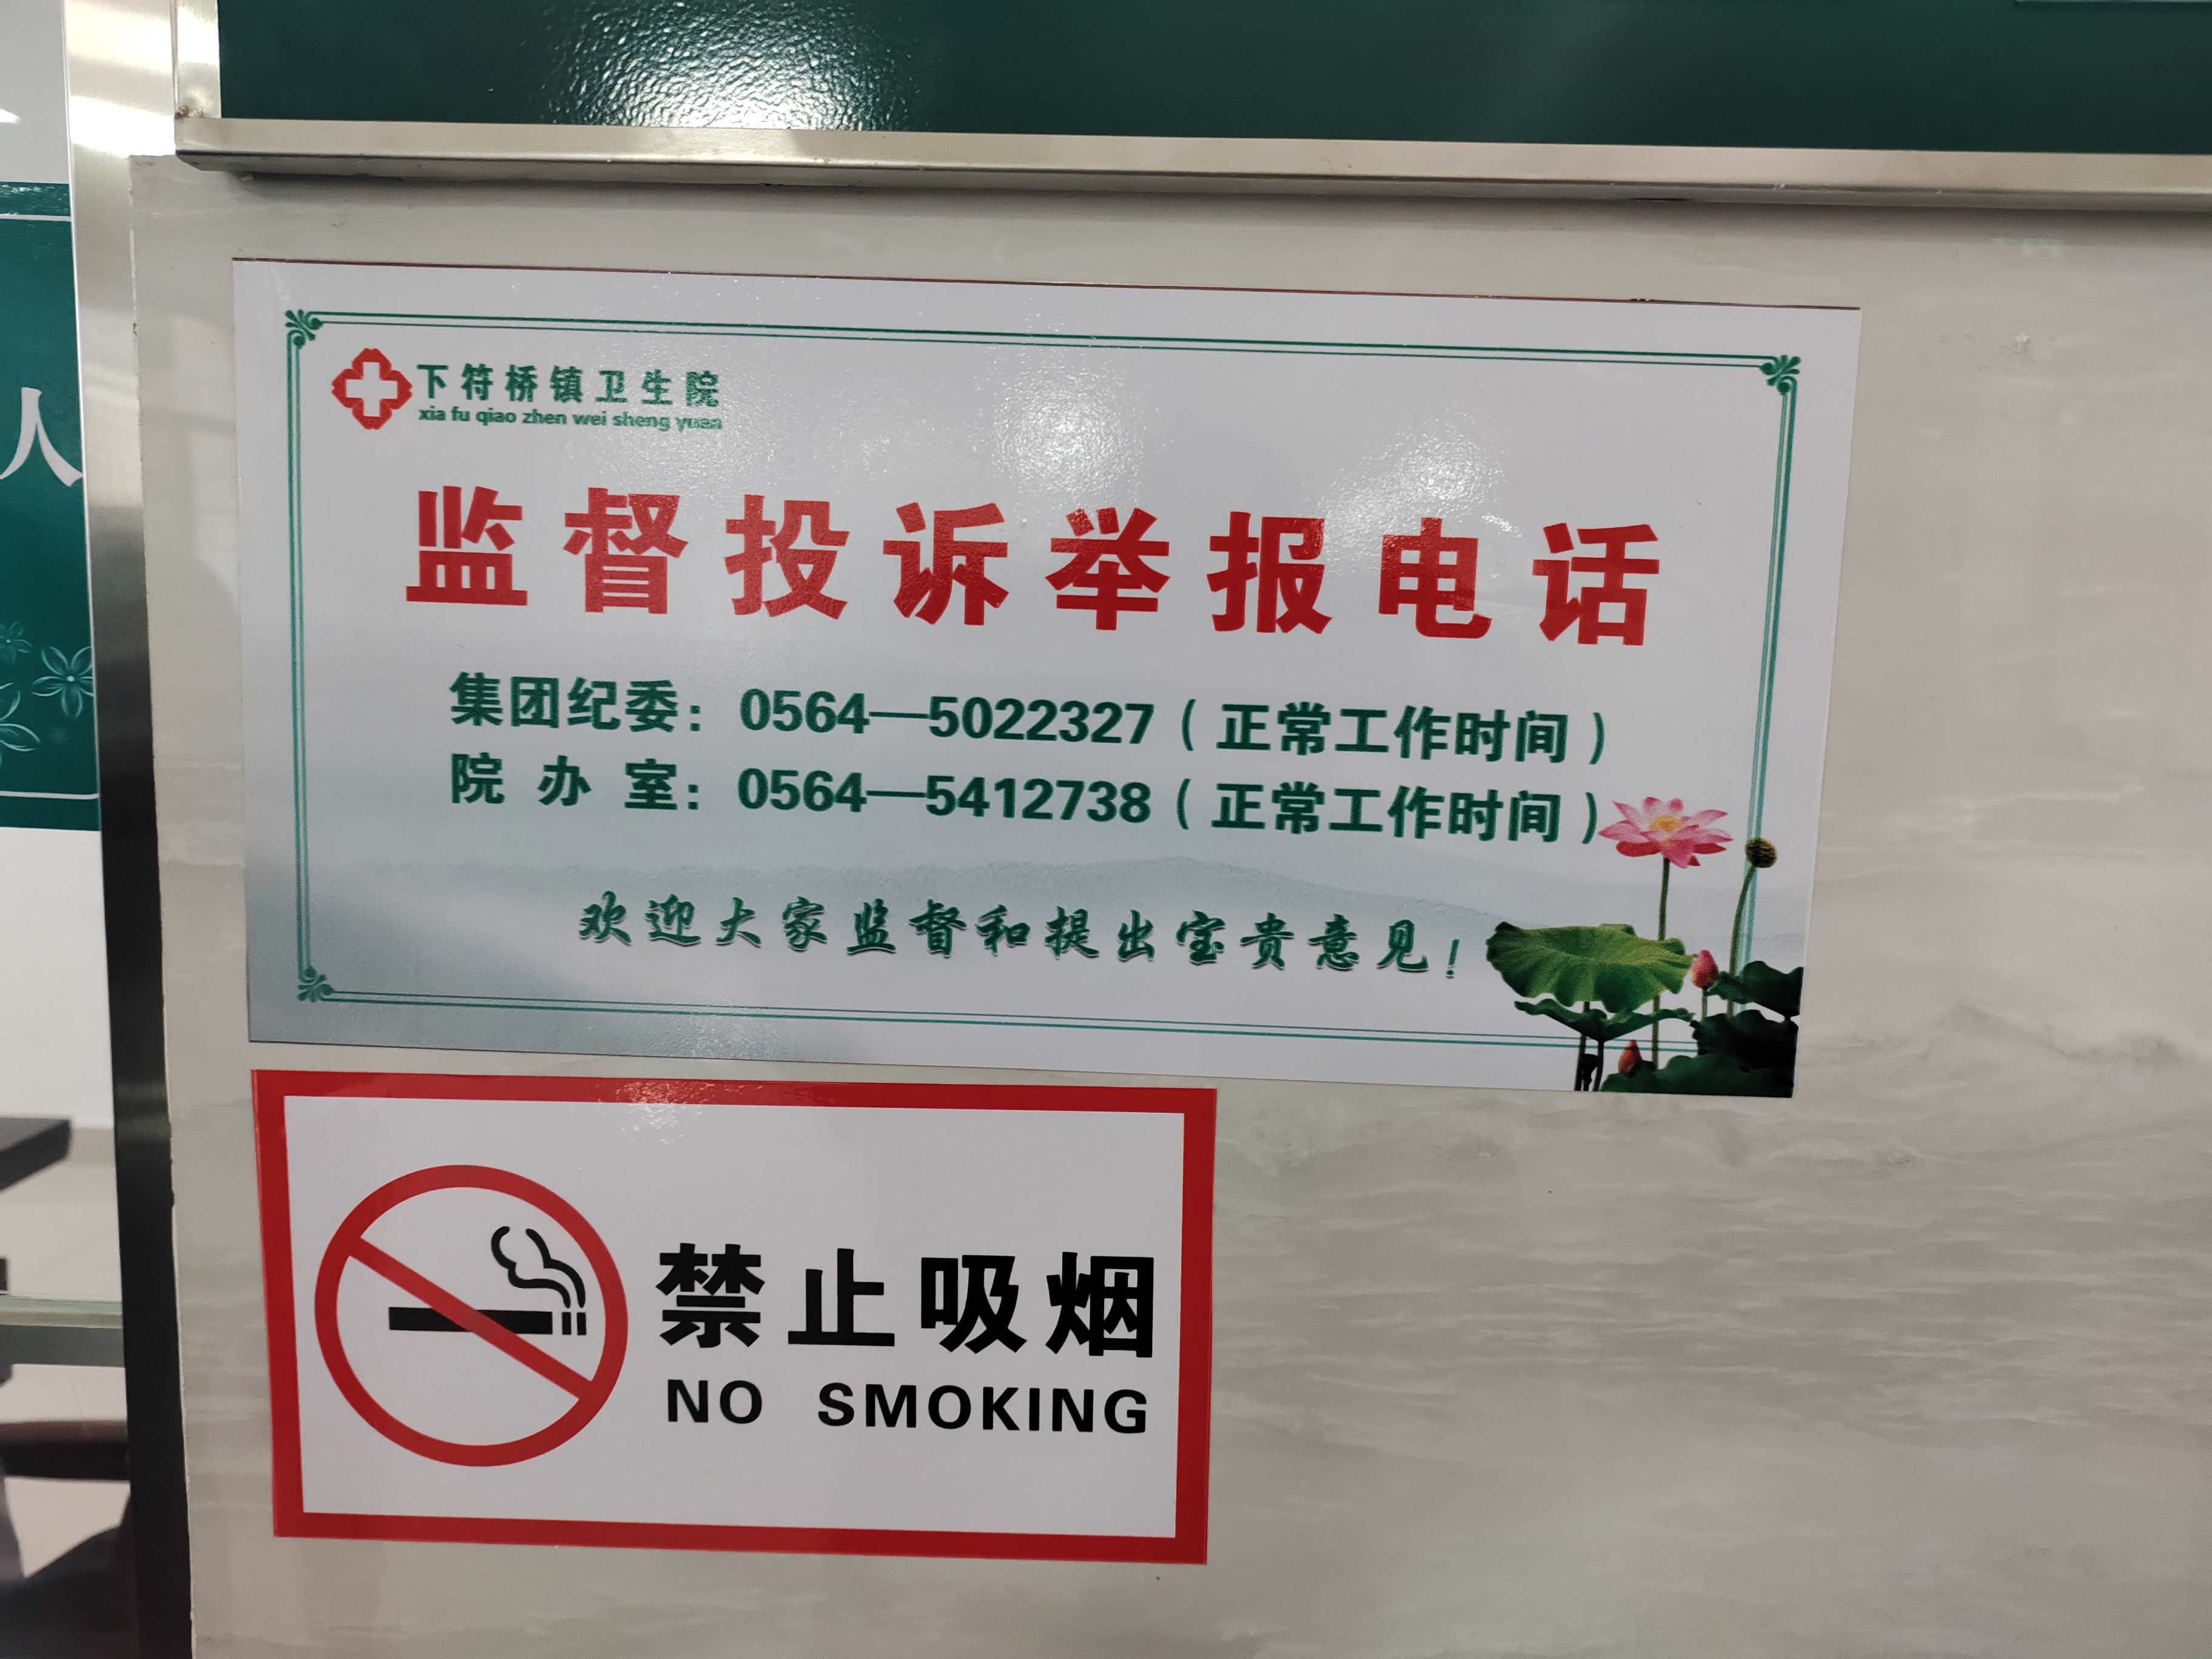 人
下符桥镇卫生院
xia fu qiao zhen wei sheng yuan
监督投诉举报电话
集团纪委：0564—5022327（正常工作时间）
院办室：0564—5412738（正常工作时间）
欢迎大家监督和提出宝贵意见！
禁止吸烟
NO SMOKING